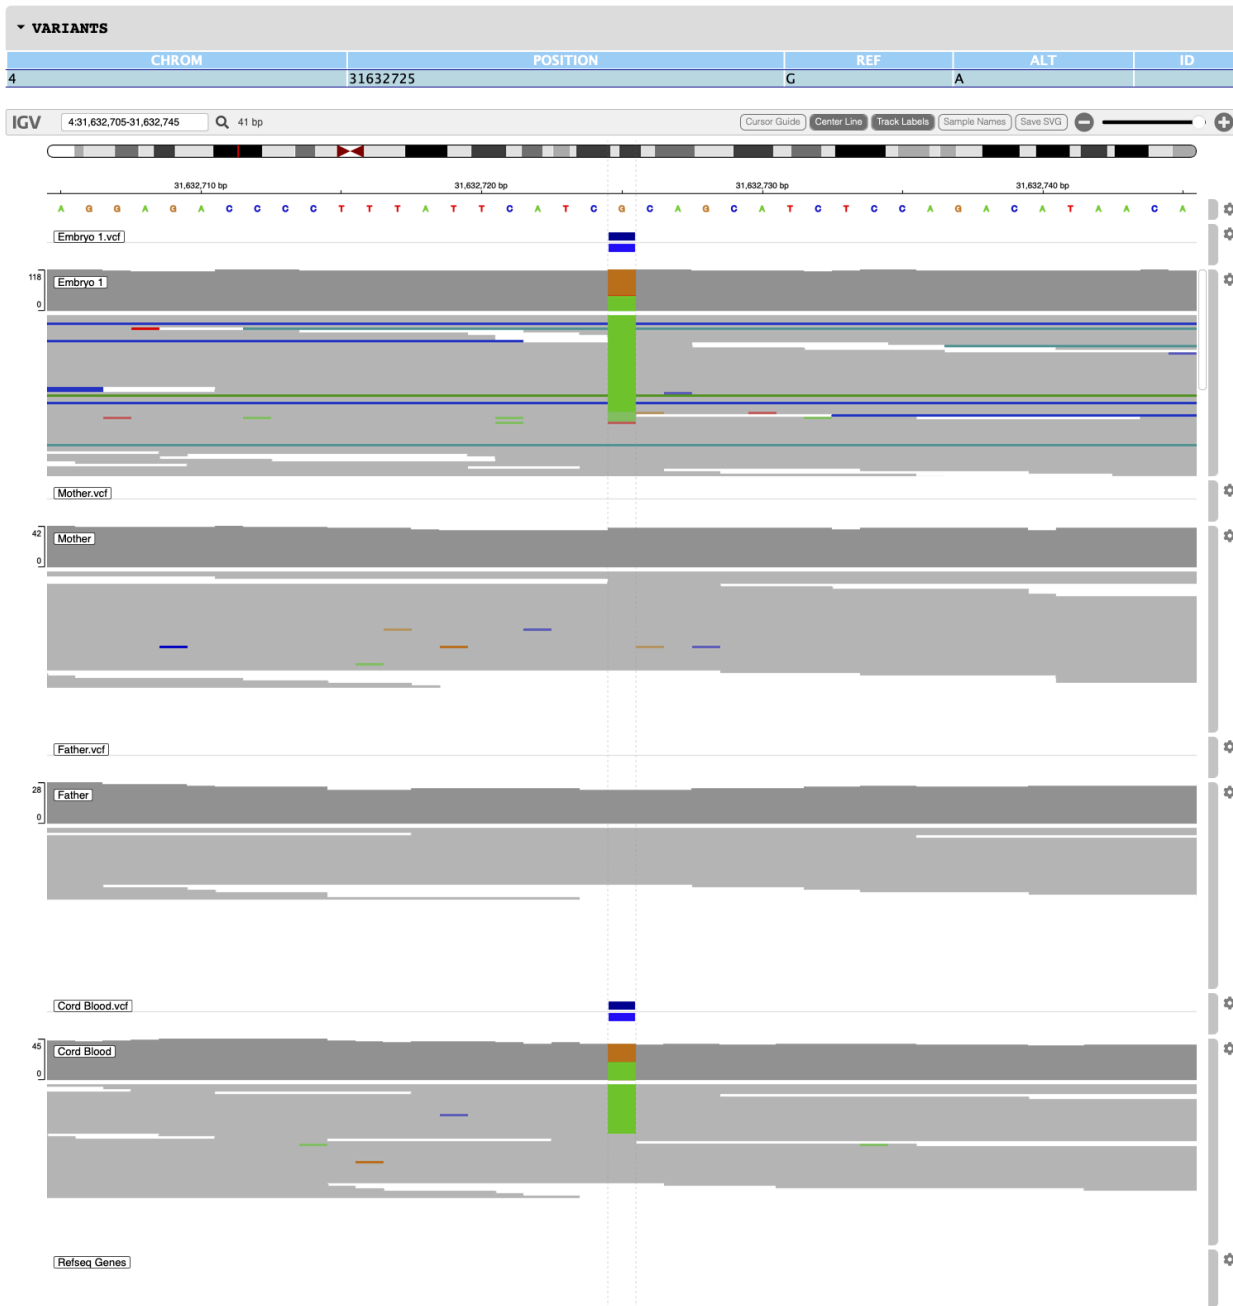 VARIANTS
CHROM POSITION REF ALT ID
4 31632725 G A
IGV 4:31,632,705-31,632,745 41 bp Cursor Guide Center Line Track Labels Sample Names Save SVG
31,632,710 bp 31,632,720 bp 31,632,730 bp 31,632,740 bp
A G G A G A C C C C T T T A T T C A T C G C A G C A T C T C C A G A C A T A A C A
Embryo 1.vcf
118
Embryo 1
0
Mother.vcf
42
Mother
0
Father.vcf
28
Father
0
Cord Blood.vcf
45
Cord Blood
0
Refseq Genes